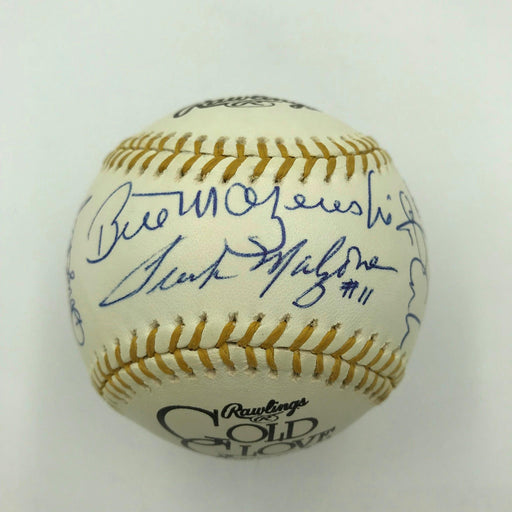 Rawlings
Bill Mazeroski
Frank Malzone
#11
Rawlings
R
GOLD
GLOVE